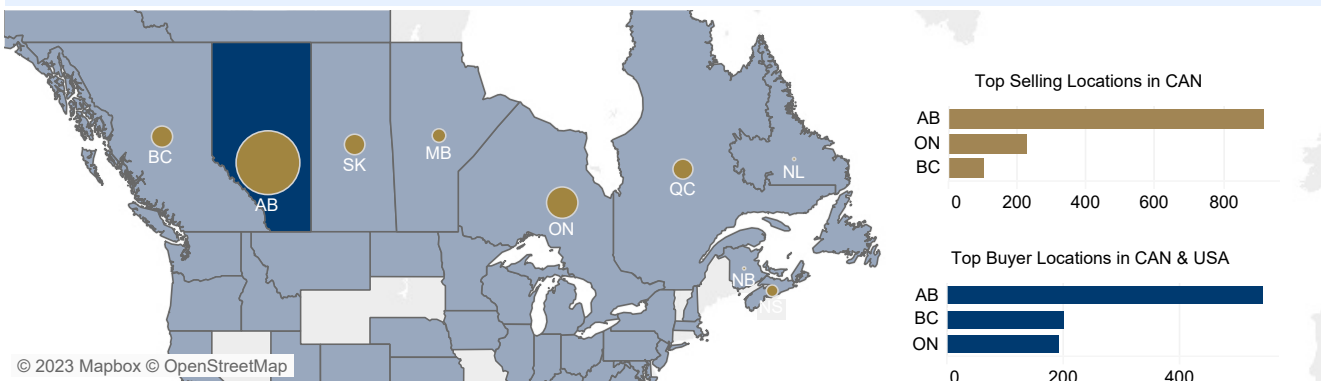 BC
AB
SK
MB
ON
QC
NL
NB
NS
© 2023 Mapbox © OpenStreetMap
Top Selling Locations in CAN
AB
ON
BC
0 200 400 600 800
Top Buyer Locations in CAN & USA
AB
BC
ON
0 200 400